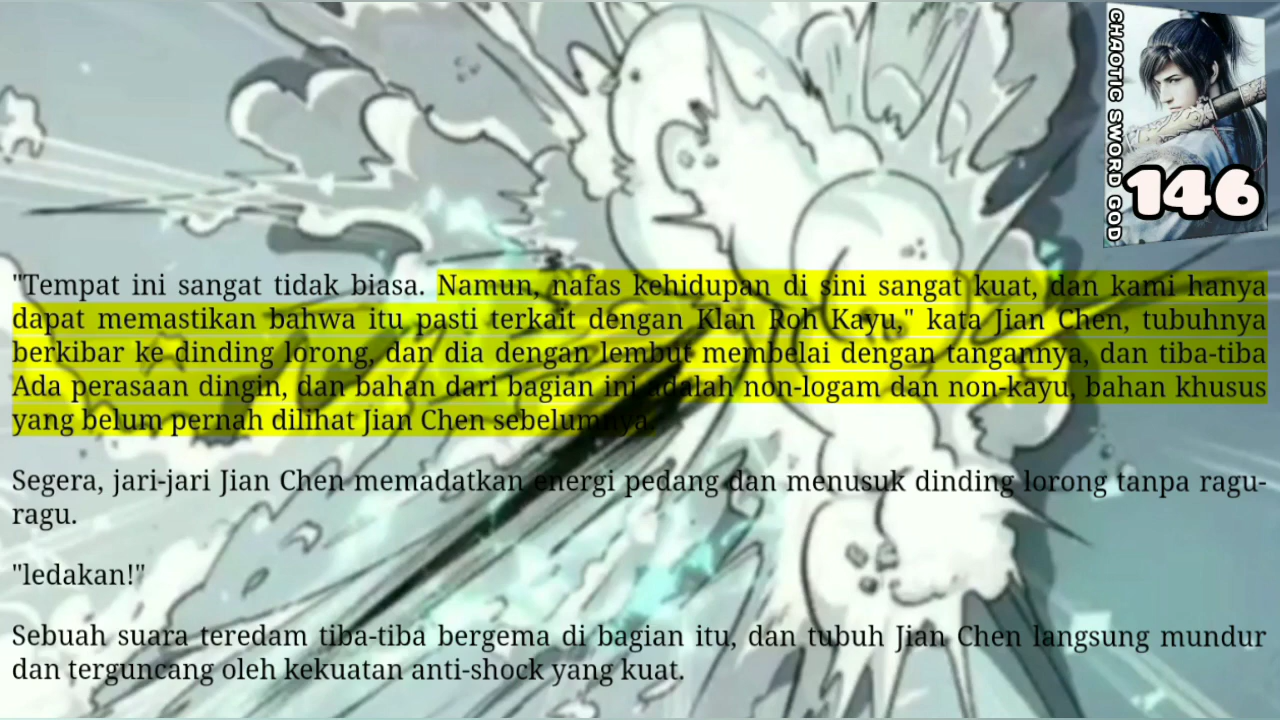 CHAOTIC SWORD GOD
146
"Tempat ini sangat tidak biasa. Namun, nafas kehidupan di sini sangat kuat, dan kami hanya
dapat memastikan bahwa itu pasti terkait dengan Klan Roh Kayu," kata Jian Chen, tubuhnya
berkibar ke dinding lorong, dan dia dengan lembut membelai dengan tangannya, dan tiba-tiba
Ada perasaan dingin, dan bahan dari bagian ini adalah non-logam dan non-kayu, bahan khusus
yang belum pernah dilihat Jian Chen sebelumnya.
Segera, jari-jari Jian Chen memadatkan energi pedang dan menusuk dinding lorong tanpa ragu-
ragu.
"ledakan!"
Sebuah suara teredam tiba-tiba bergema di bagian itu, dan tubuh Jian Chen langsung mundur
dan terguncang oleh kekuatan anti-shock yang kuat.